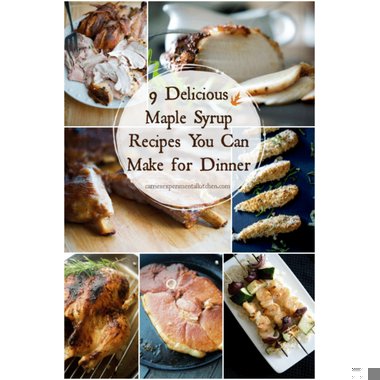 9 Delicious
Maple Syrup
Recipes You Can
Make for Dinner
carriesexperimentalkitchen.com